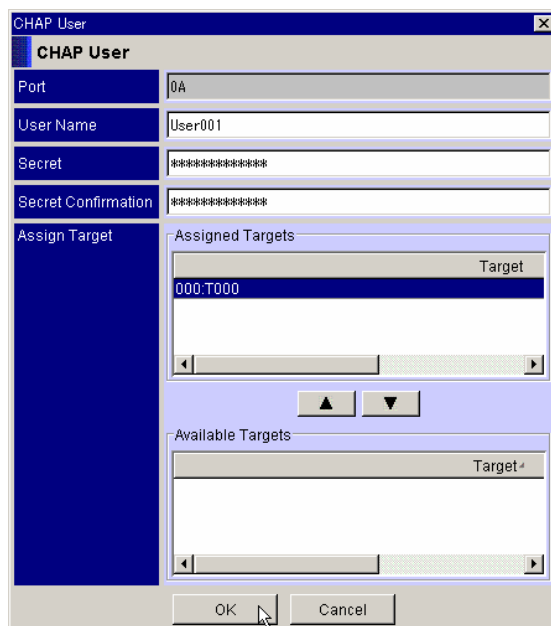 CHAP User
CHAP User
Port 0A
User Name User001
Secret *************
Secret Confirmation *************
Assign Target
Assigned Targets
Target
000:T000
Available Targets
Target
OK Cancel